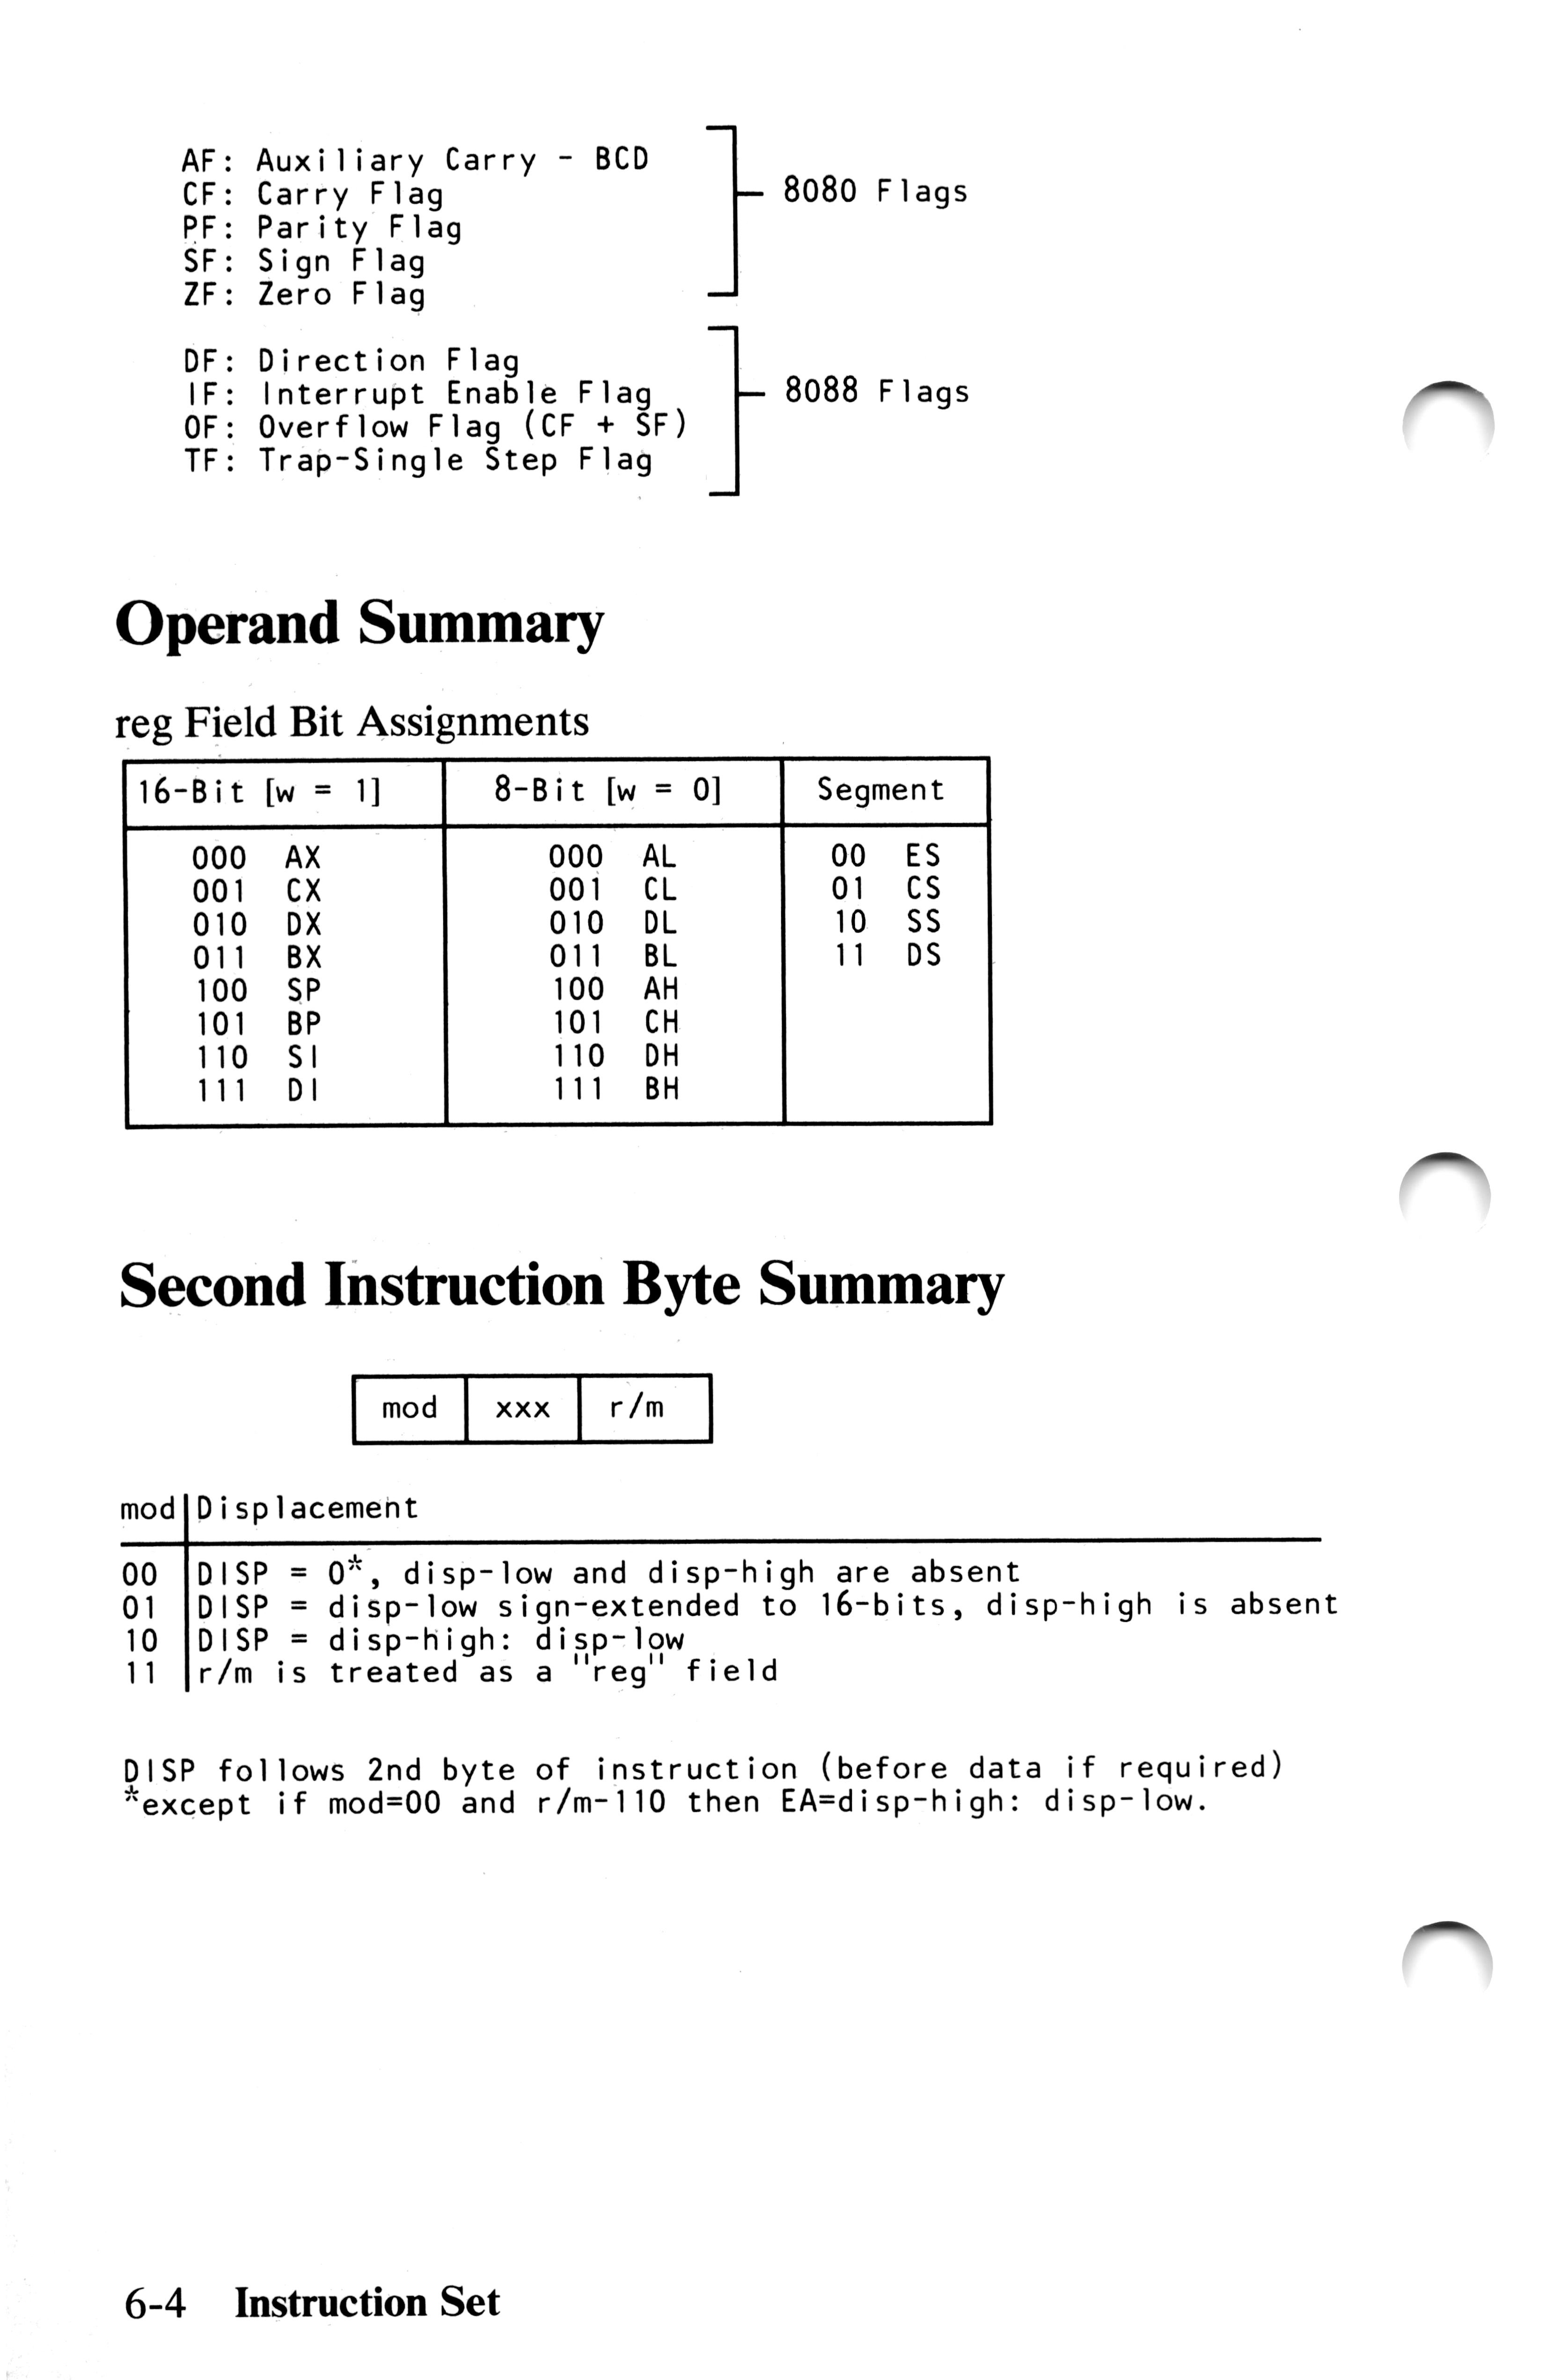 AF: Auxiliary Carry - BCD
CF: Carry Flag
PF: Parity Flag
SF: Sign Flag
ZF: Zero Flag
8080 Flags
DF: Direction Flag
IF: Interrupt Enable Flag
OF: Overflow Flag (CF + SF)
TF: Trap-Single Step Flag
8088 Flags
Operand Summary
reg Field Bit Assignments
16-Bit [w = 1] 8-Bit [w = 0] Segment
000 AX 000 AL 00 ES
001 CX 001 CL 01 CS
010 DX 010 DL 10 SS
011 BX 011 BL 11 DS
100 SP 100 AH
101 BP 101 CH
110 SI 110 DH
111 DI 111 BH
Second Instruction Byte Summary
mod xxx r/m
mod Displacement
00 DISP = 0*, disp-low and disp-high are absent
01 DISP = disp-low sign-extended to 16-bits, disp-high is absent
10 DISP = disp-high: disp-low
11 r/m is treated as a "reg" field
DISP follows 2nd byte of instruction (before data if required)
*except if mod=00 and r/m-110 then EA=disp-high: disp-low.
6-4 Instruction Set